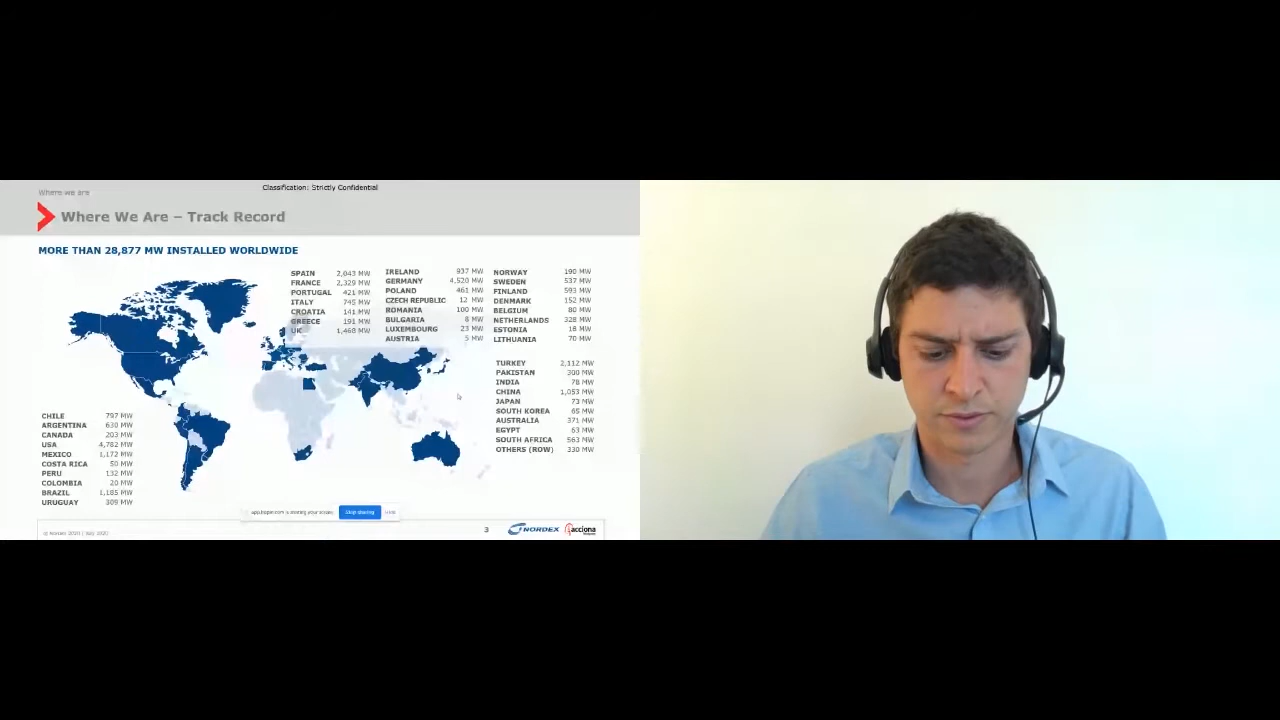 Where we are
Classification: Strictly Confidential
Where We Are – Track Record
MORE THAN 28,877 MW INSTALLED WORLDWIDE
SPAIN 2,043 MW
FRANCE 2,329 MW
PORTUGAL 421 MW
ITALY 745 MW
CROATIA 141 MW
GREECE 191 MW
UK 1,468 MW
IRELAND 937 MW
GERMANY 4,520 MW
POLAND 461 MW
CZECH REPUBLIC 12 MW
ROMANIA 100 MW
BULGARIA 8 MW
LUXEMBOURG 23 MW
AUSTRIA 5 MW
NORWAY 190 MW
SWEDEN 537 MW
FINLAND 593 MW
DENMARK 152 MW
BELGIUM 80 MW
NETHERLANDS 328 MW
ESTONIA 18 MW
LITHUANIA 70 MW
TURKEY 2,112 MW
PAKISTAN 300 MW
INDIA 78 MW
CHINA 1,053 MW
JAPAN 73 MW
SOUTH KOREA 65 MW
AUSTRALIA 371 MW
EGYPT 63 MW
SOUTH AFRICA 563 MW
OTHERS (ROW) 330 MW
CHILE 797 MW
ARGENTINA 630 MW
CANADA 203 MW
USA 4,782 MW
MEXICO 1,172 MW
COSTA RICA 50 MW
PERU 132 MW
COLOMBIA 20 MW
BRAZIL 1,185 MW
URUGUAY 309 MW
is sharing your screen.
Stop sharing
Hide
3
NORDEX
acciona